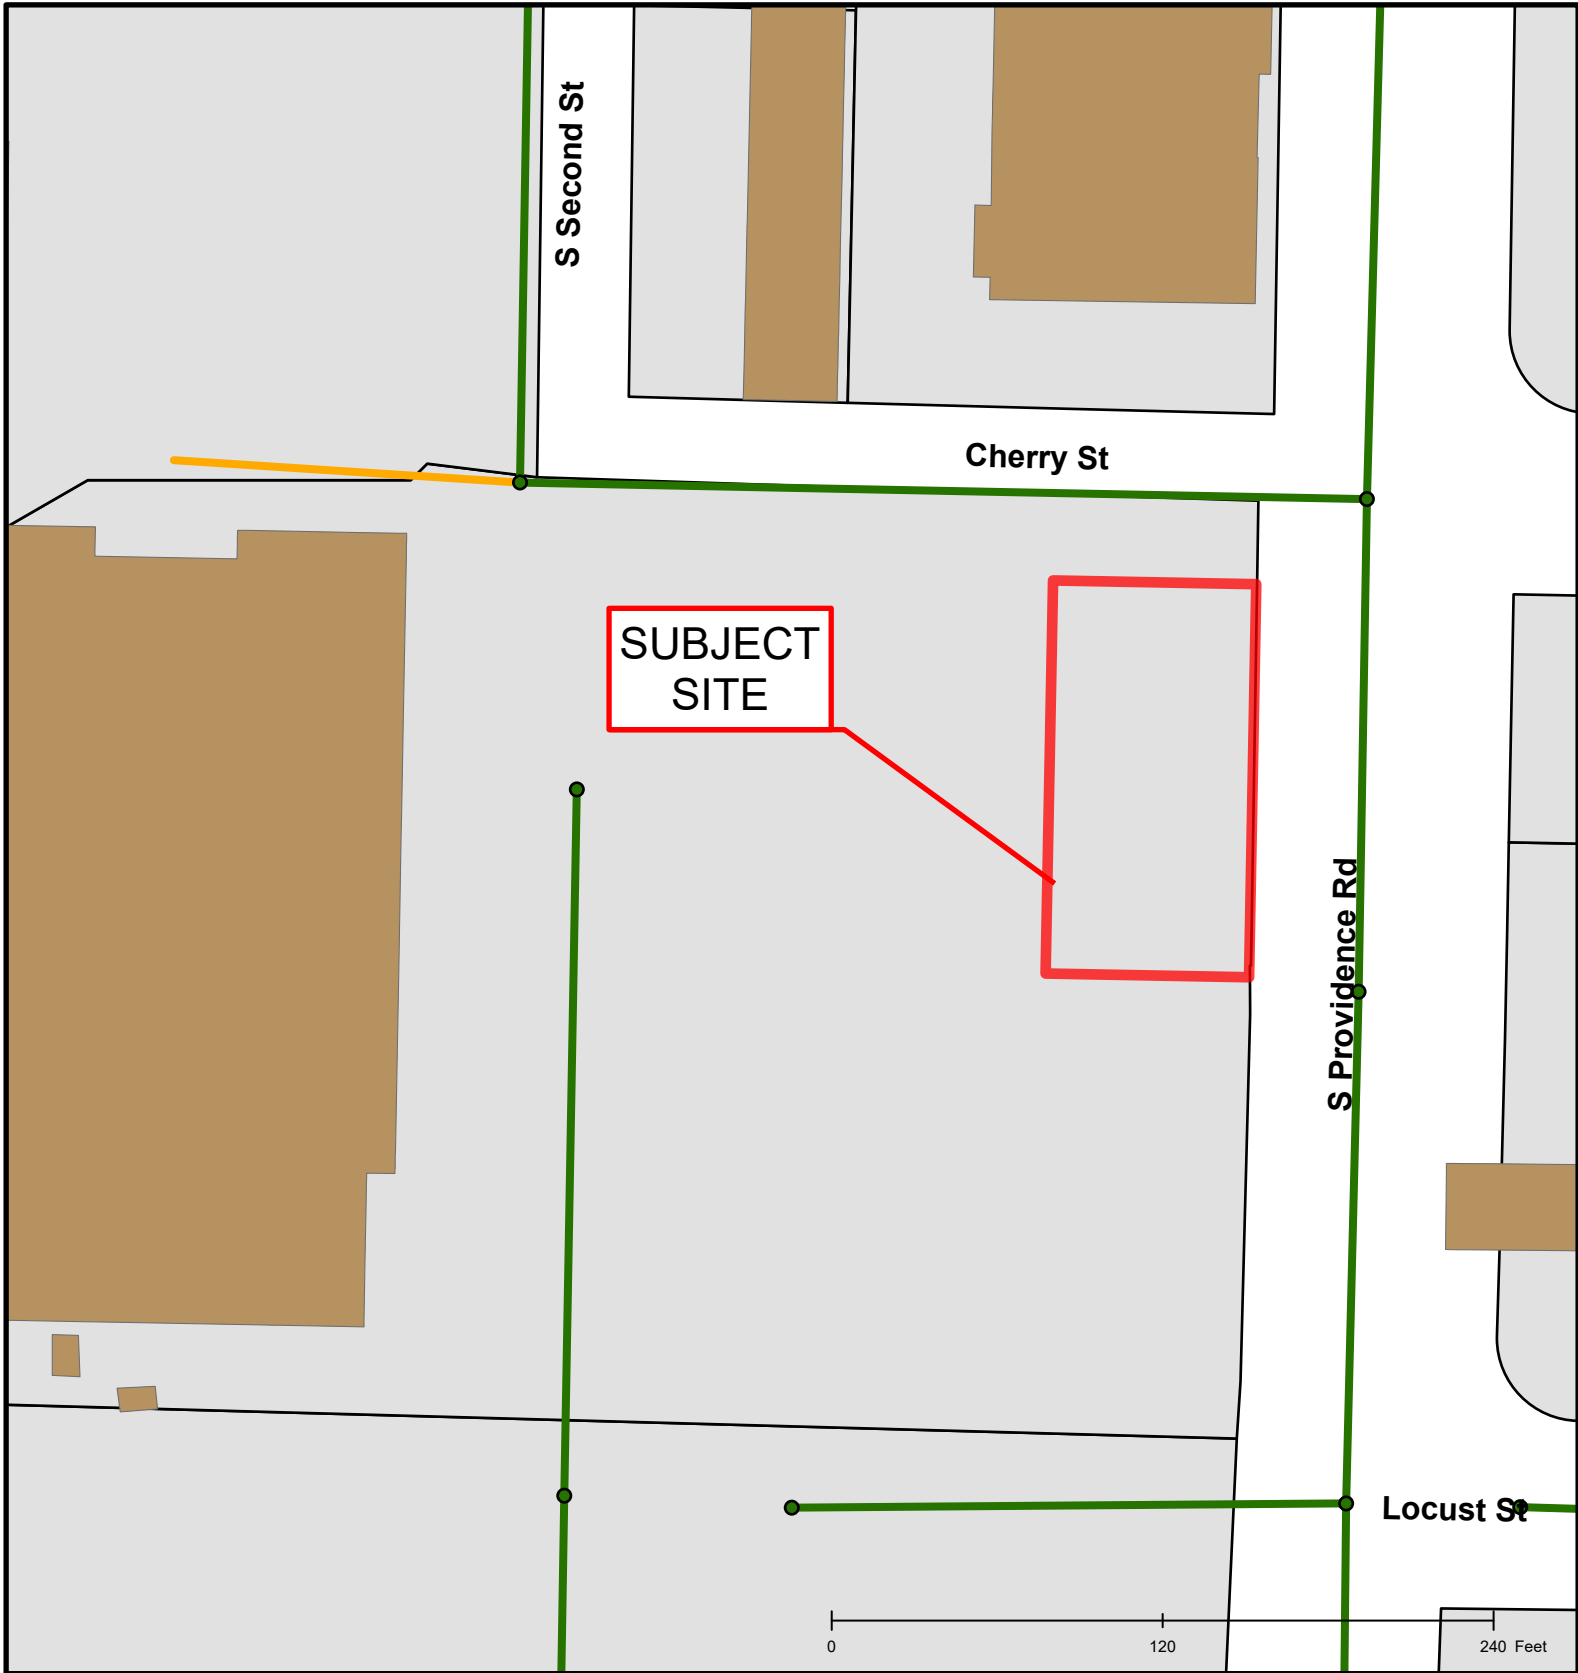 S Second St
Cherry St
SUBJECT
SITE
S Providence Rd
Locust St
0 120 240 Feet